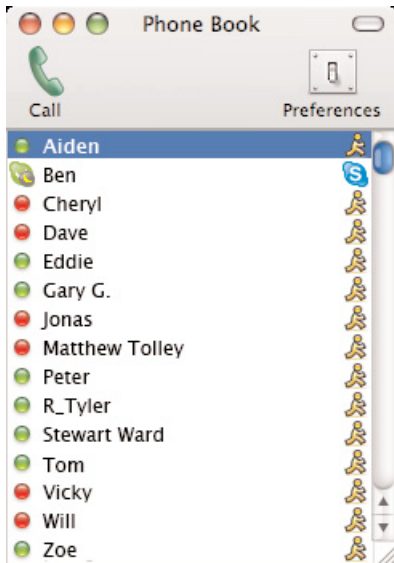 Phone Book
Call Preferences
Aiden
Ben
Cheryl
Dave
Eddie
Gary G.
Jonas
Matthew Tolley
Peter
R_Tyler
Stewart Ward
Tom
Vicky
Will
Zoe